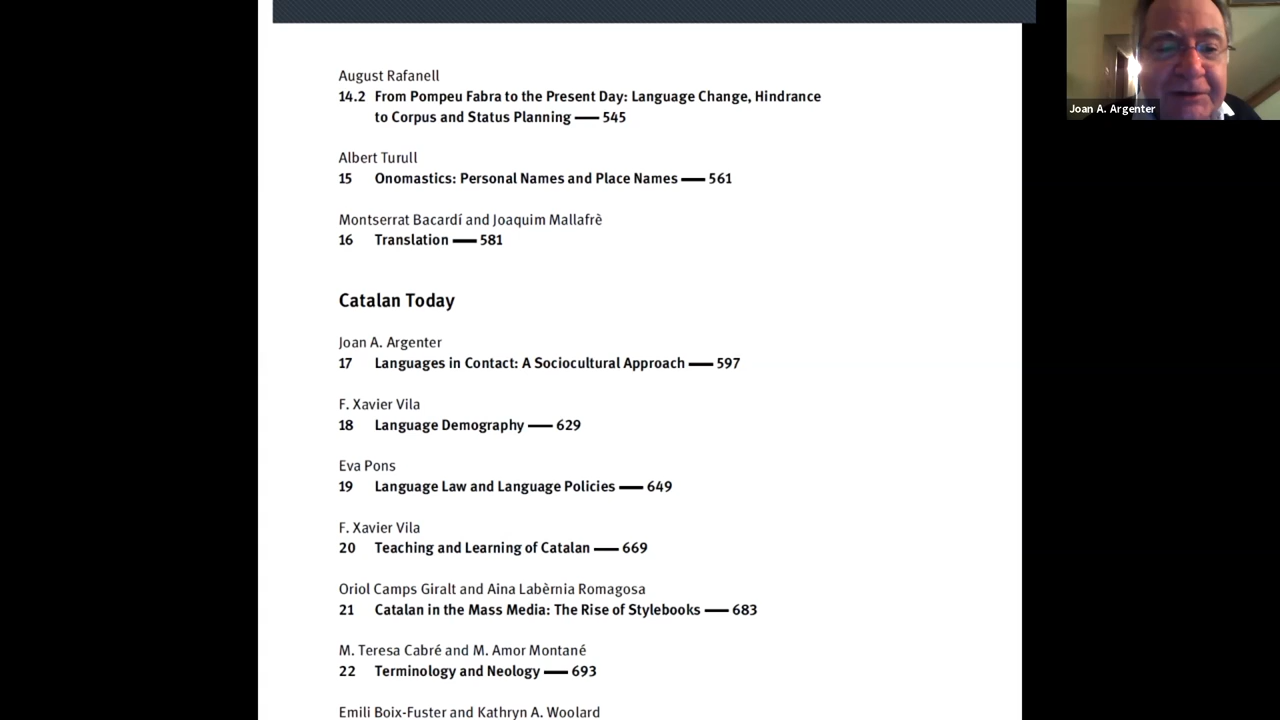 August Rafanell
14.2 From Pompeu Fabra to the Present Day: Language Change, Hindrance
to Corpus and Status Planning — 545
Albert Turull
15 Onomastics: Personal Names and Place Names — 561
Montserrat Bacardí and Joaquim Mallafrè
16 Translation — 581
Catalan Today
Joan A. Argenter
17 Languages in Contact: A Sociocultural Approach — 597
F. Xavier Vila
18 Language Demography — 629
Eva Pons
19 Language Law and Language Policies — 649
F. Xavier Vila
20 Teaching and Learning of Catalan — 669
Oriol Camps Giralt and Aina Labèrnia Romagosa
21 Catalan in the Mass Media: The Rise of Stylebooks — 683
M. Teresa Cabré and M. Amor Montané
22 Terminology and Neology — 693
Emili Boix-Fuster and Kathryn A. Woolard
Joan A. Argenter